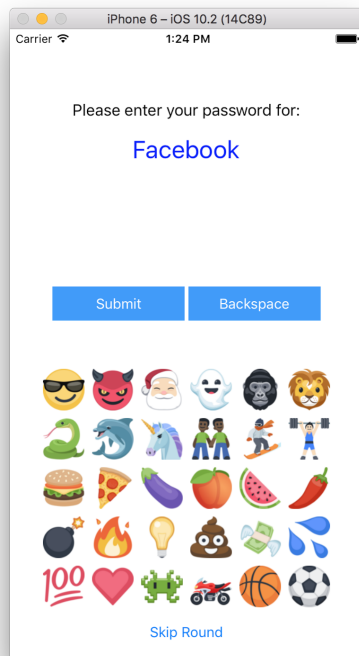 iPhone 6 – iOS 10.2 (14C89)
Carrier 1:24 PM
Please enter your password for:
Facebook
Submit Backspace
100
Skip Round